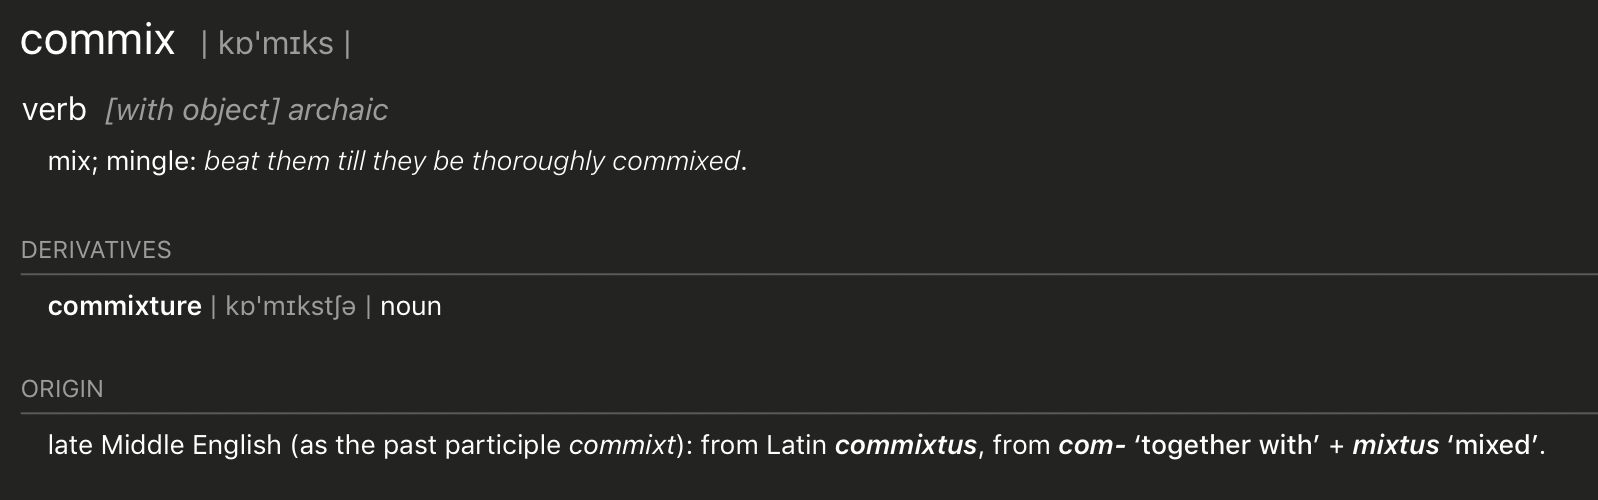 commix | kɒˈmɪks |
verb [with object] archaic
mix; mingle: beat them till they be thoroughly commixed.
DERIVATIVES
commixture | kɒˈmɪkstʃə | noun
ORIGIN
late Middle English (as the past participle commixt): from Latin commixtus, from com- ‘together with’ + mixtus ‘mixed’.